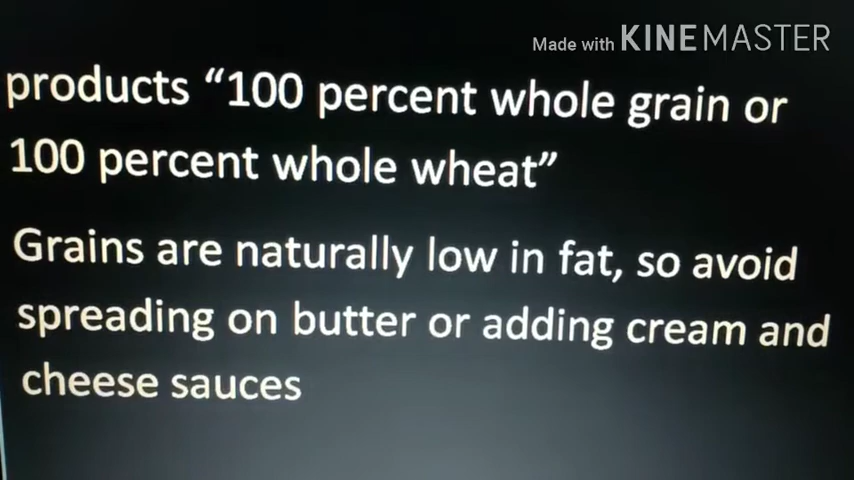 Made with KINEMASTER
products “100 percent whole grain or
100 percent whole wheat”
Grains are naturally low in fat, so avoid
spreading on butter or adding cream and
cheese sauces